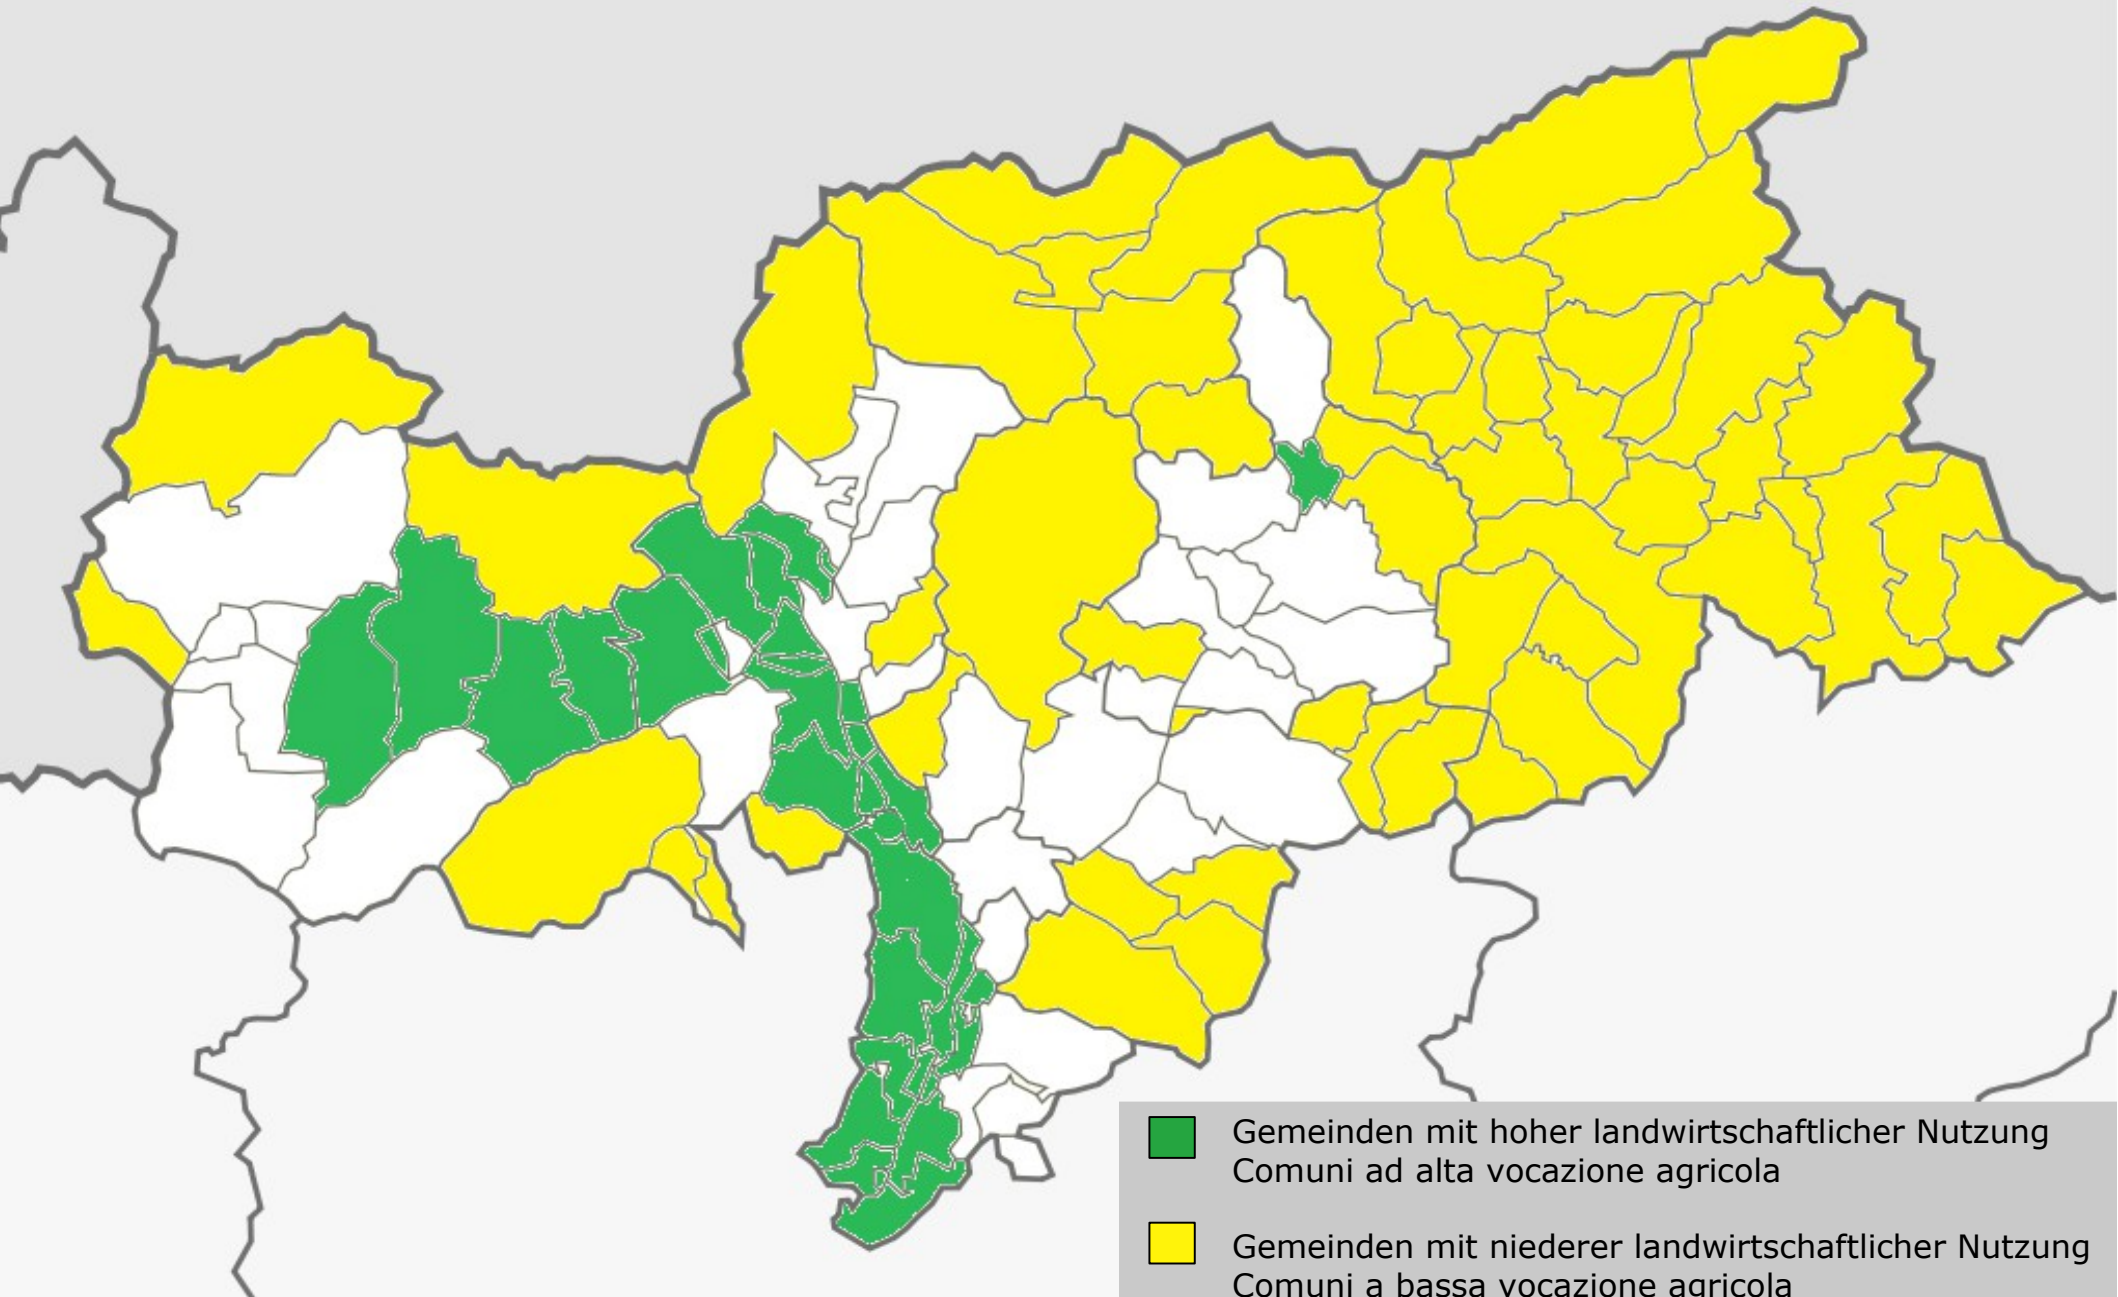 Gemeinden mit hoher landwirtschaftlicher Nutzung
Comuni ad alta vocazione agricola
Gemeinden mit niederer landwirtschaftlicher Nutzung
Comuni a bassa vocazione agricola